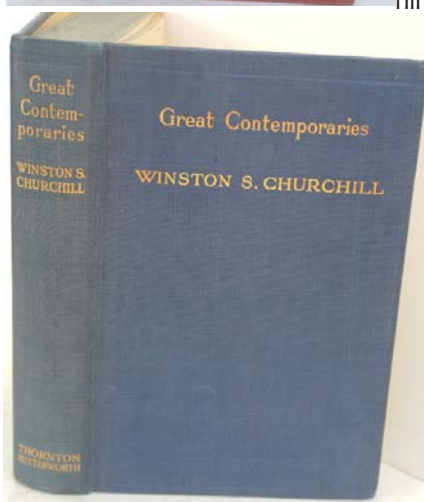 Great
Contem-
poraries
WINSTON S.
CHURCHILL
THORNTON
BUTTERWORTH
Great Contemporaries
WINSTON S. CHURCHILL